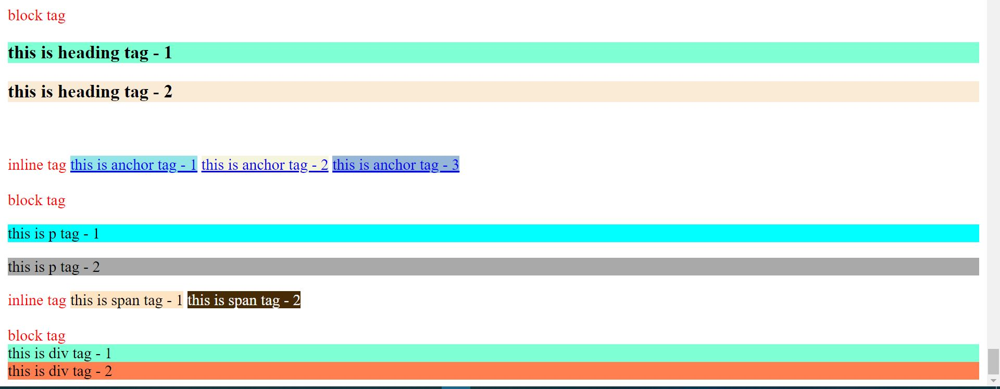 block tag
this is heading tag - 1
this is heading tag - 2
inline tag this is anchor tag - 1 this is anchor tag - 2 this is anchor tag - 3
block tag
this is p tag - 1
this is p tag - 2
inline tag this is span tag - 1 this is span tag - 2
block tag
this is div tag - 1
this is div tag - 2